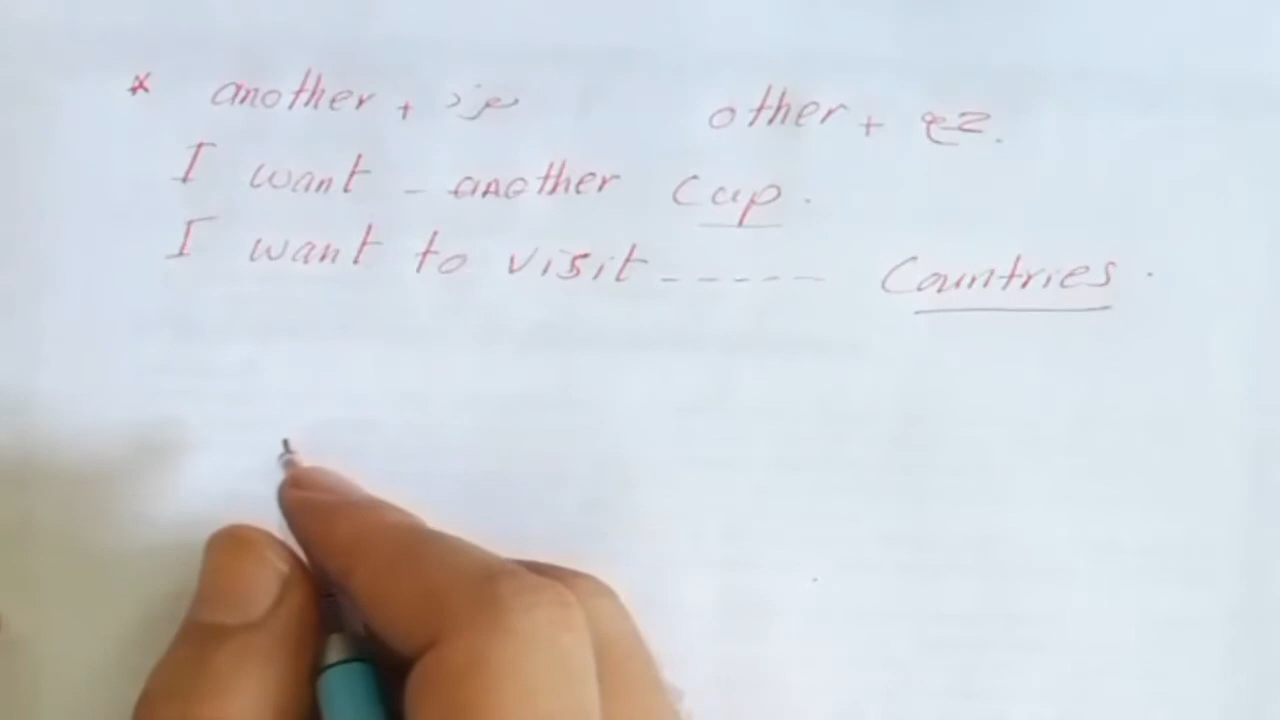 * another + مفرد other + جمع.
I want - another cup.
I want to visit ----- Countries.